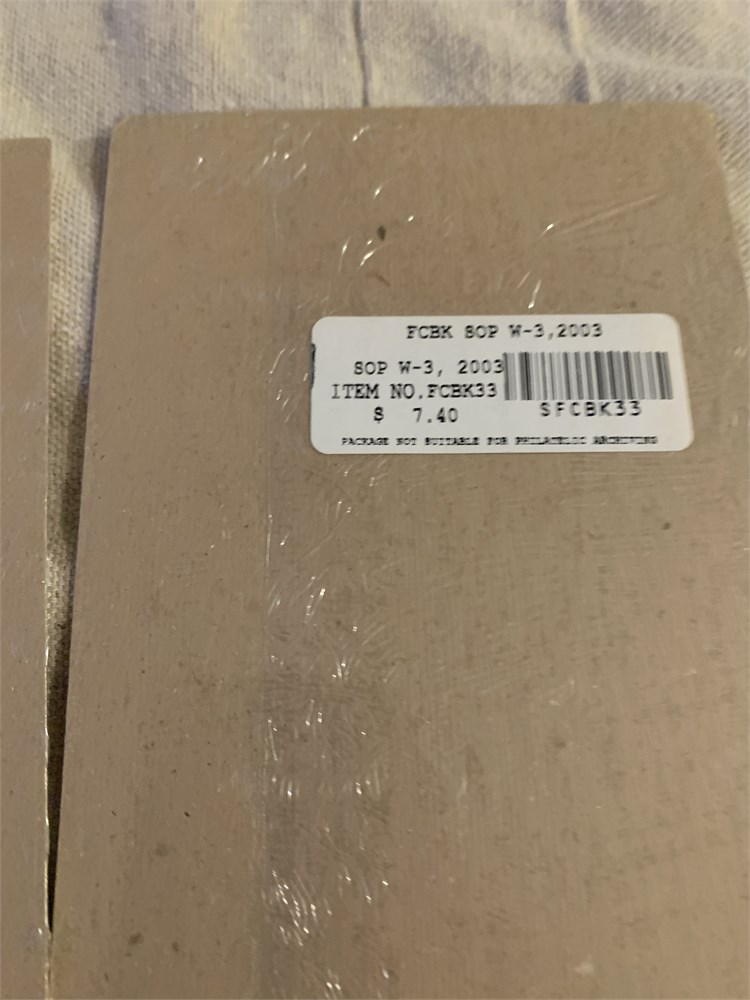 FCBK SOP W-3,2003
SOP W-3, 2003
ITEM NO.FCBK33
$ 7.40
SFCBK33
PACKAGE NOT SUITABLE FOR PHILATELIC ARCHIVING